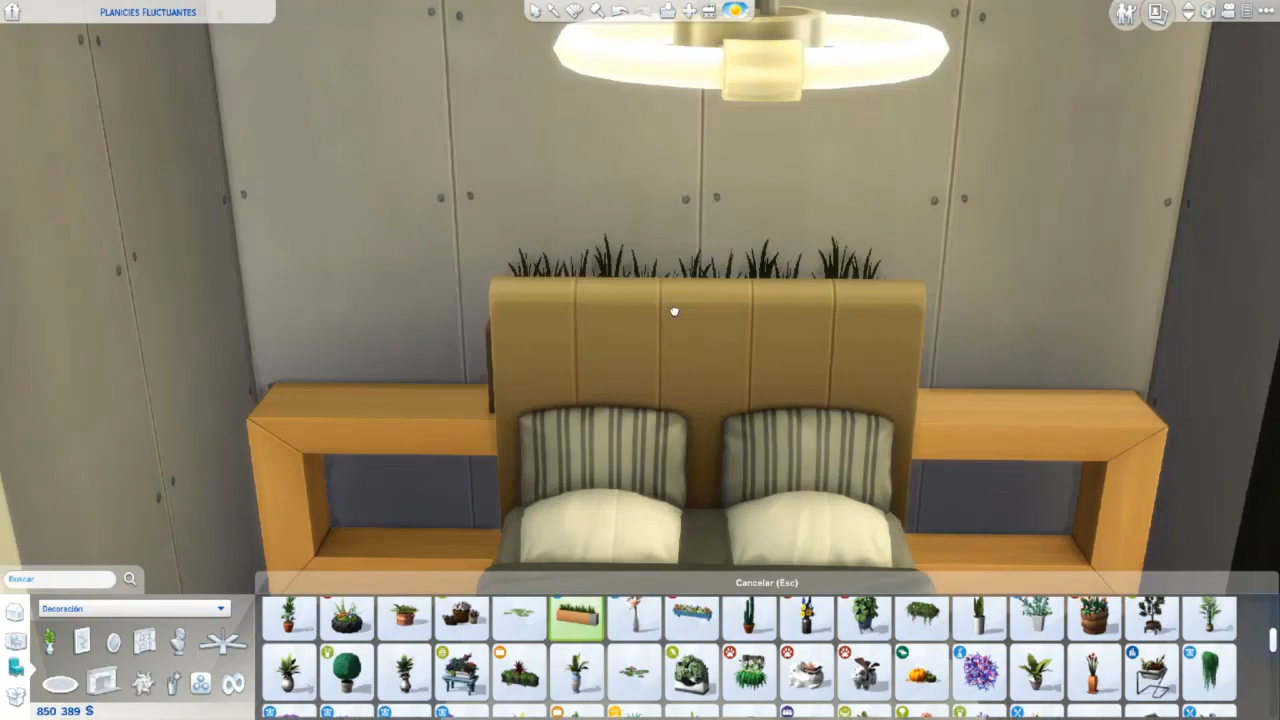 PLANICIES FLUCTUANTES
Cancelar (Esc)
Buscar
Decoración
850 389 $